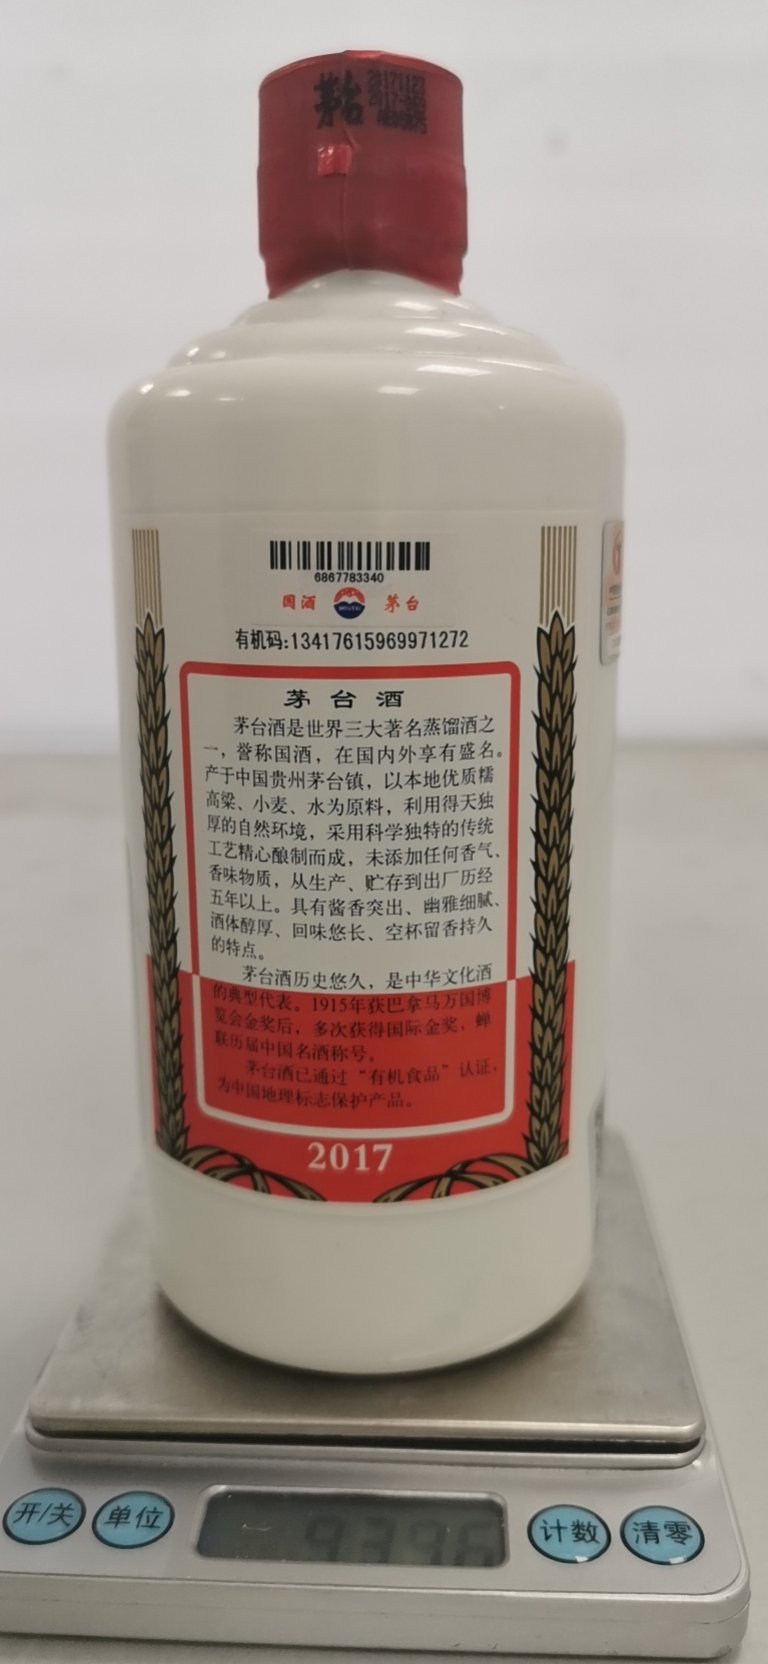 茅台
20171123
6867783340
国酒
茅台
有机码:13417615969971272
茅台酒
茅台酒是世界三大著名蒸馏酒之
一，誉称国酒，在国内外享有盛名。
产于中国贵州茅台镇，以本地优质糯
高粱、小麦、水为原料，利用得天独
厚的自然环境，采用科学独特的传统
工艺精心酿制而成，未添加任何香气、
香味物质，从生产、贮存到出厂历经
五年以上。具有酱香突出、幽雅细腻、
酒体醇厚、回味悠长、空杯留香持久
的特点。
茅台酒历史悠久，是中华文化酒
的典型代表。1915年获巴拿马万国博
览会金奖后，多次获得国际金奖，蝉
联历届中国名酒称号。
茅台酒已通过“有机食品”认证，
为中国地理标志保护产品。
2017
开/关
单位
计数
清零